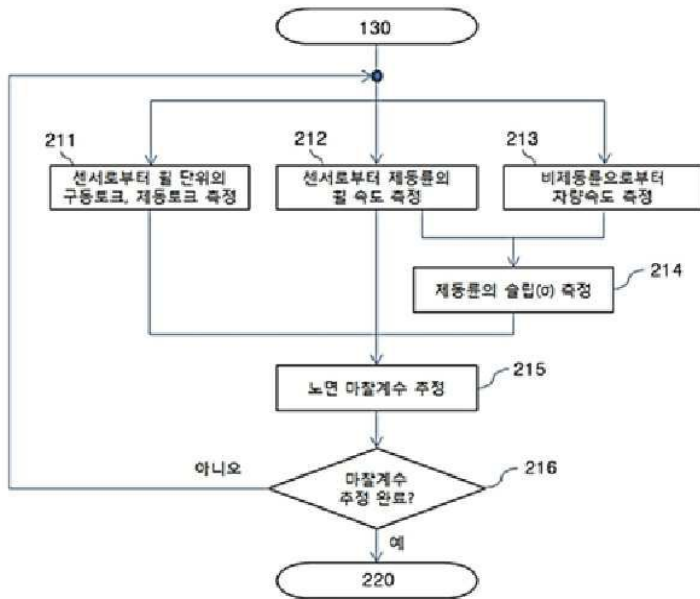 130
211
센서로부터 휠 단위의
구동토크, 제동토크 측정
212
센서로부터 제동륜의
휠 속도 측정
213
비제동륜으로부터
차량속도 측정
제동륜의 슬립(σ) 측정
214
노면 마찰계수 추정
215
아니오
마찰계수
추정 완료?
216
예
220